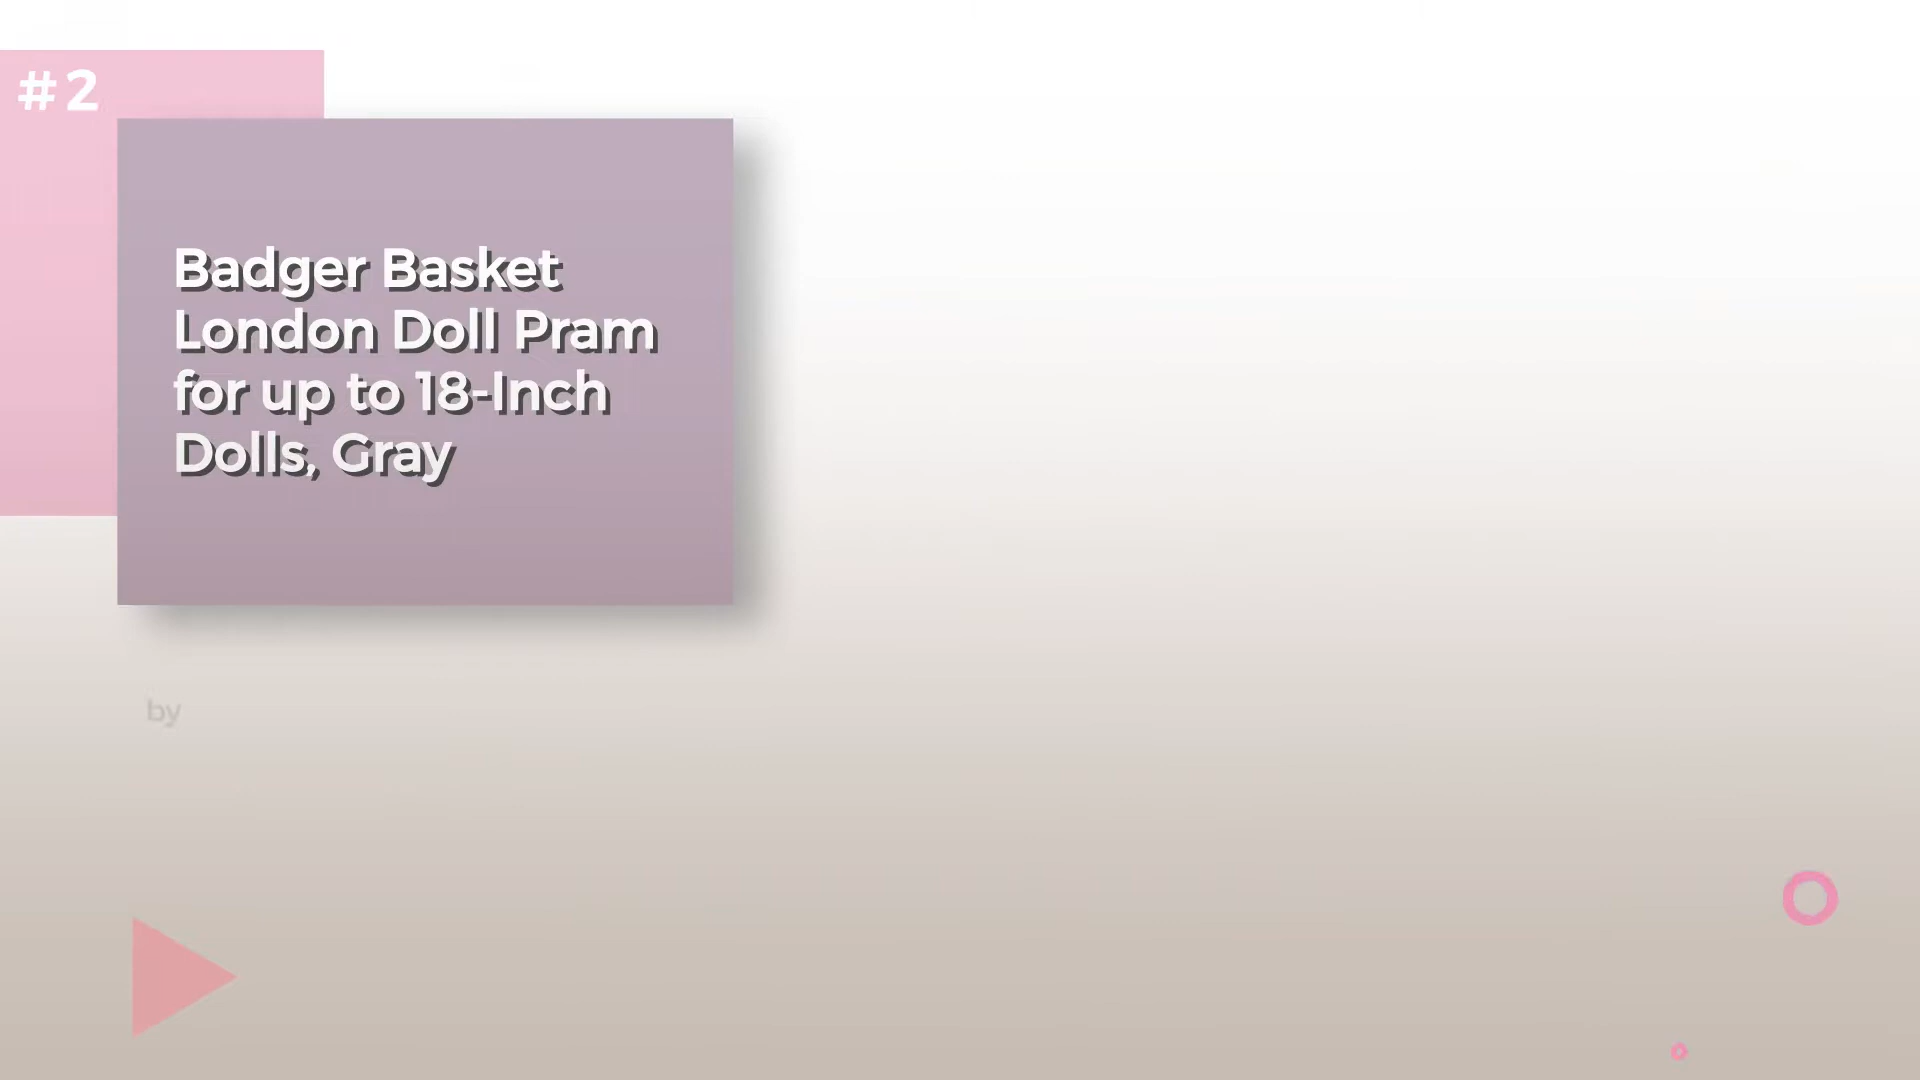 #2
Badger Basket
London Doll Pram
for up to 18-Inch
Dolls, Gray
by